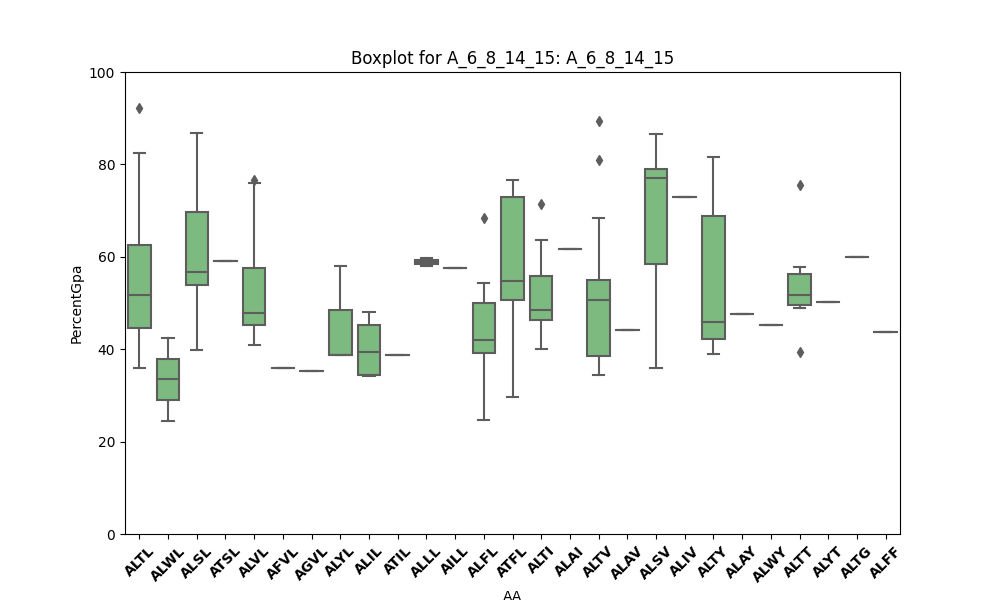 Boxplot for A_6_8_14_15: A_6_8_14_15
PercentGpa
100
80
60
40
20
0
ALTL ALWL ALSL ATSL ALVL AFVL AGVL ALYL ALIL ATIL ALLL AILL ALFL ATFL ALTI ALAI ALTV ALAV ALSV ALIV ALTY ALAY ALWY ALTT ALYT ALTG ALFF
AA